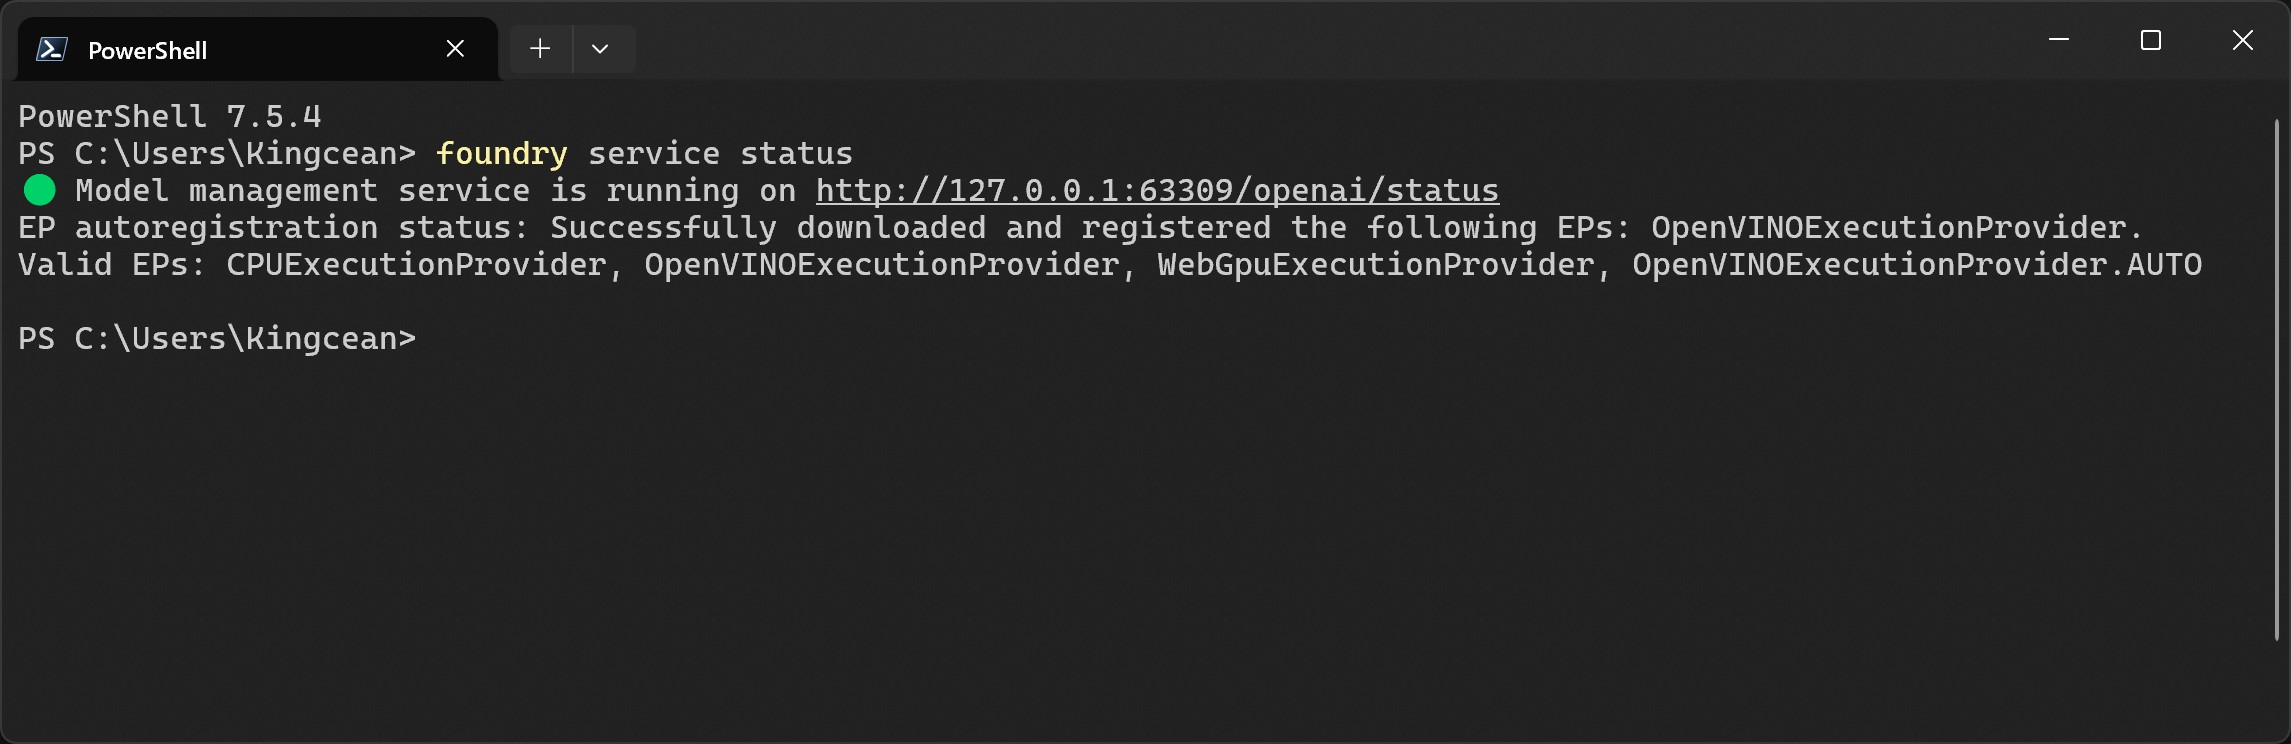 PowerShell
PowerShell 7.5.4
PS C:\Users\Kingcean> foundry service status
🟢 Model management service is running on http://127.0.0.1:63309/openai/status
EP autoregistration status: Successfully downloaded and registered the following EPs: OpenVINOExecutionProvider.
Valid EPs: CPUExecutionProvider, OpenVINOExecutionProvider, WebGpuExecutionProvider, OpenVINOExecutionProvider.AUTO
PS C:\Users\Kingcean>